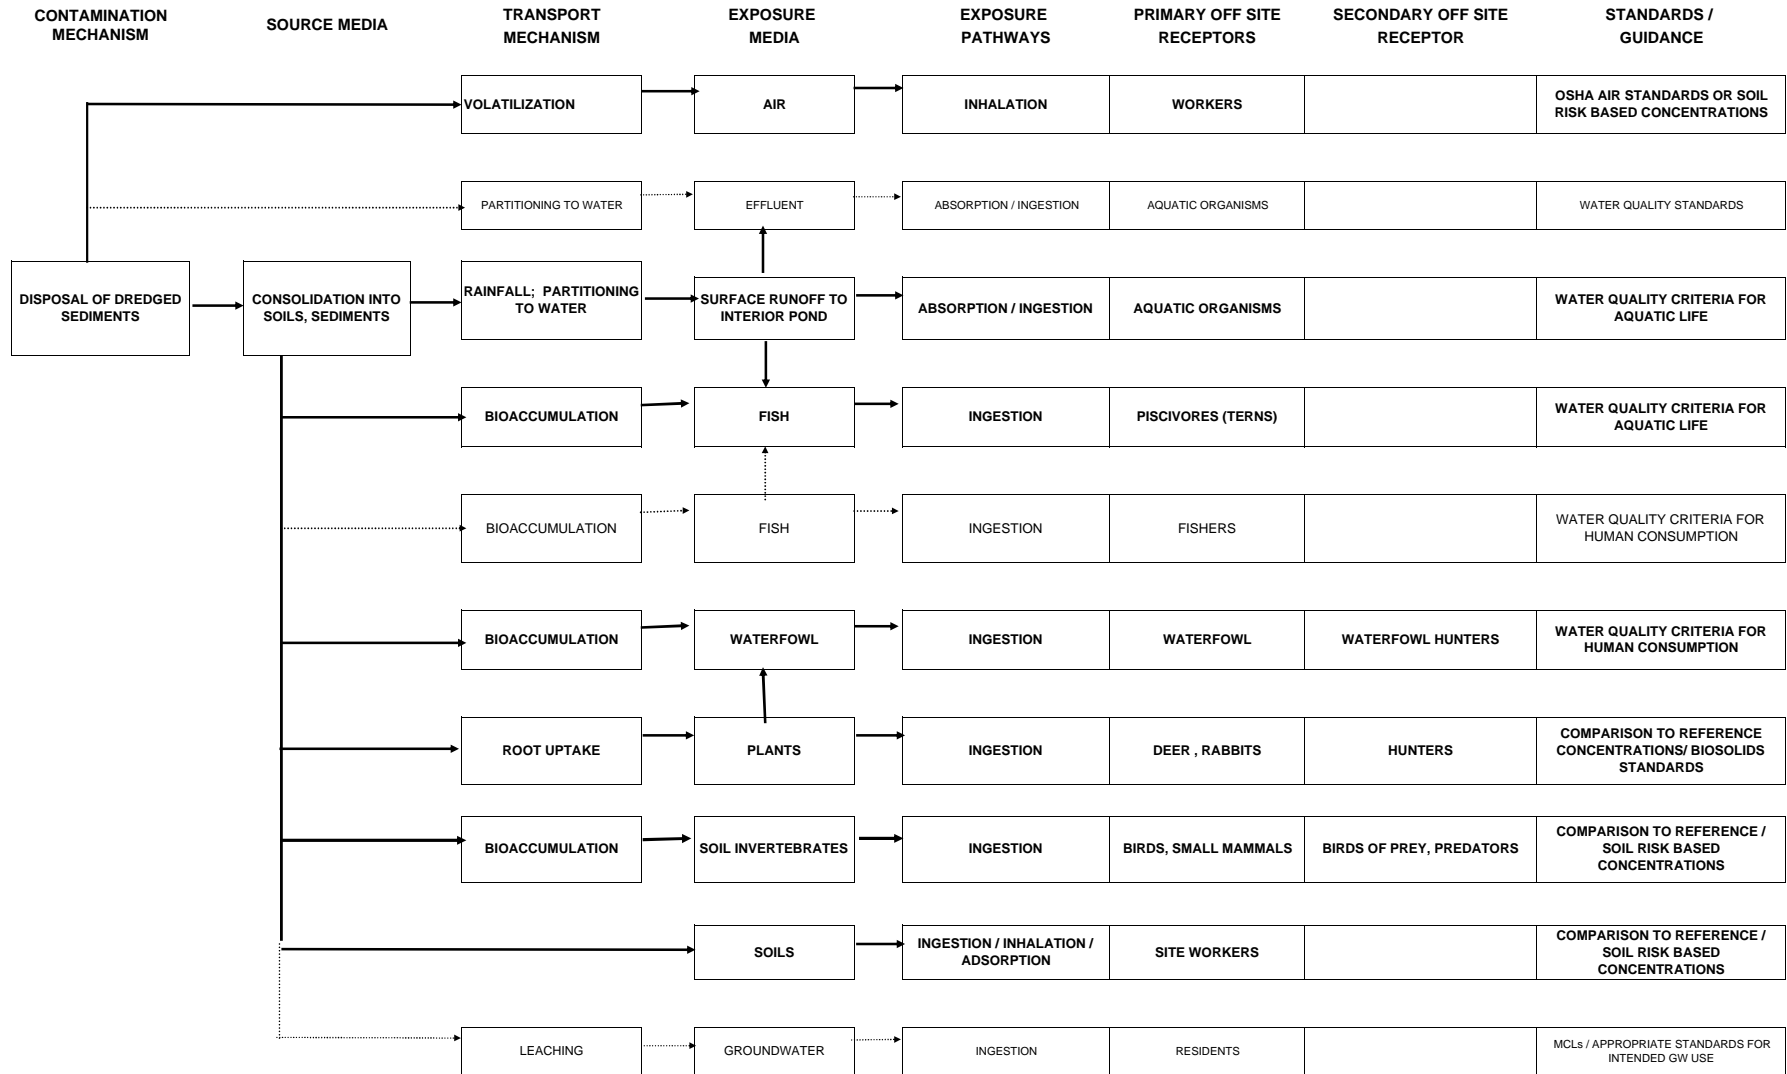 CONTAMINATION
MECHANISM
SOURCE MEDIA
TRANSPORT
MECHANISM
EXPOSURE
MEDIA
EXPOSURE
PATHWAYS
PRIMARY OFF SITE
RECEPTORS
SECONDARY OFF SITE
RECEPTOR
STANDARDS /
GUIDANCE
VOLATILIZATION
AIR
INHALATION
WORKERS
OSHA AIR STANDARDS OR SOIL
RISK BASED CONCENTRATIONS
PARTITIONING TO WATER
EFFLUENT
ABSORPTION / INGESTION
AQUATIC ORGANISMS
WATER QUALITY STANDARDS
DISPOSAL OF DREDGED
SEDIMENTS
CONSOLIDATION INTO
SOILS, SEDIMENTS
RAINFALL; PARTITIONING
TO WATER
SURFACE RUNOFF TO
INTERIOR POND
ABSORPTION / INGESTION
AQUATIC ORGANISMS
WATER QUALITY CRITERIA FOR
AQUATIC LIFE
BIOACCUMULATION
FISH
INGESTION
PISCIVORES (TERNS)
WATER QUALITY CRITERIA FOR
AQUATIC LIFE
BIOACCUMULATION
FISH
INGESTION
FISHERS
WATER QUALITY CRITERIA FOR
HUMAN CONSUMPTION
BIOACCUMULATION
WATERFOWL
INGESTION
WATERFOWL
WATERFOWL HUNTERS
WATER QUALITY CRITERIA FOR
HUMAN CONSUMPTION
ROOT UPTAKE
PLANTS
INGESTION
DEER , RABBITS
HUNTERS
COMPARISON TO REFERENCE
CONCENTRATIONS/ BIOSOLIDS
STANDARDS
BIOACCUMULATION
SOIL INVERTEBRATES
INGESTION
BIRDS, SMALL MAMMALS
BIRDS OF PREY, PREDATORS
COMPARISON TO REFERENCE /
SOIL RISK BASED
CONCENTRATIONS
SOILS
INGESTION / INHALATION /
ADSORPTION
SITE WORKERS
COMPARISON TO REFERENCE /
SOIL RISK BASED
CONCENTRATIONS
LEACHING
GROUNDWATER
INGESTION
RESIDENTS
MCLs / APPROPRIATE STANDARDS FOR
INTENDED GW USE